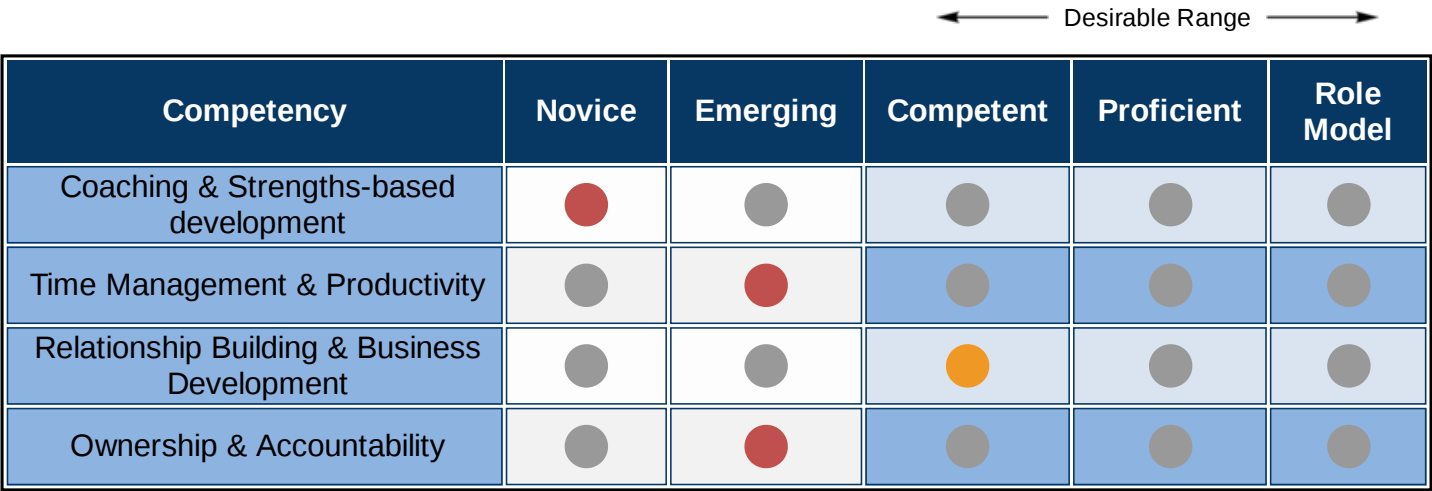 Desirable Range
Competency Novice Emerging Competent Proficient Role
Model
Coaching & Strengths-based
development
Time Management & Productivity
Relationship Building & Business
Development
Ownership & Accountability